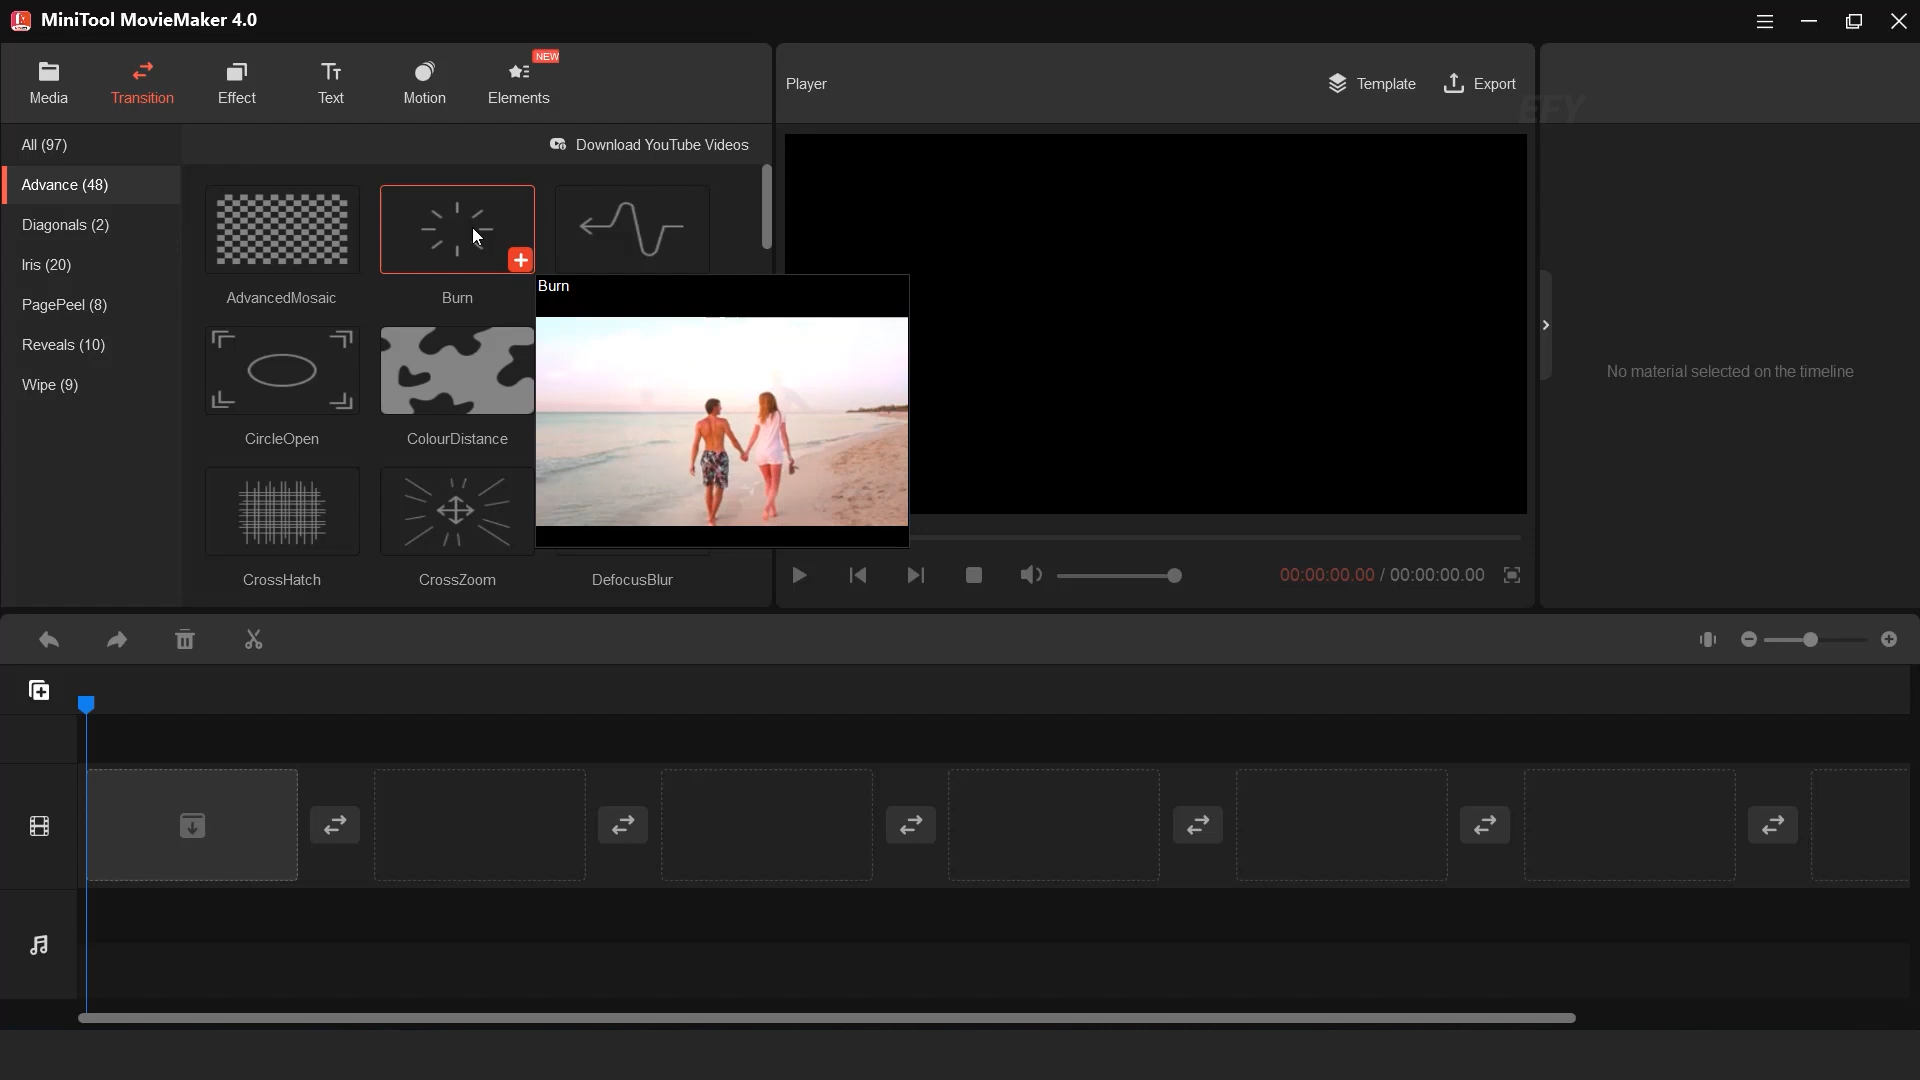 MiniTool MovieMaker 4.0
Media
Transition
Effect
Text
Motion
Elements
NEW
Player
Template
Export
EFY
All (97)
Download YouTube Videos
Advance (48)
Diagonals (2)
Iris (20)
PagePeel (8)
Reveals (10)
Wipe (9)
AdvancedMosaic
Burn
Burn
CircleOpen
ColourDistance
CrossHatch
CrossZoom
DefocusBlur
No material selected on the timeline
00:00:00.00 / 00:00:00.00